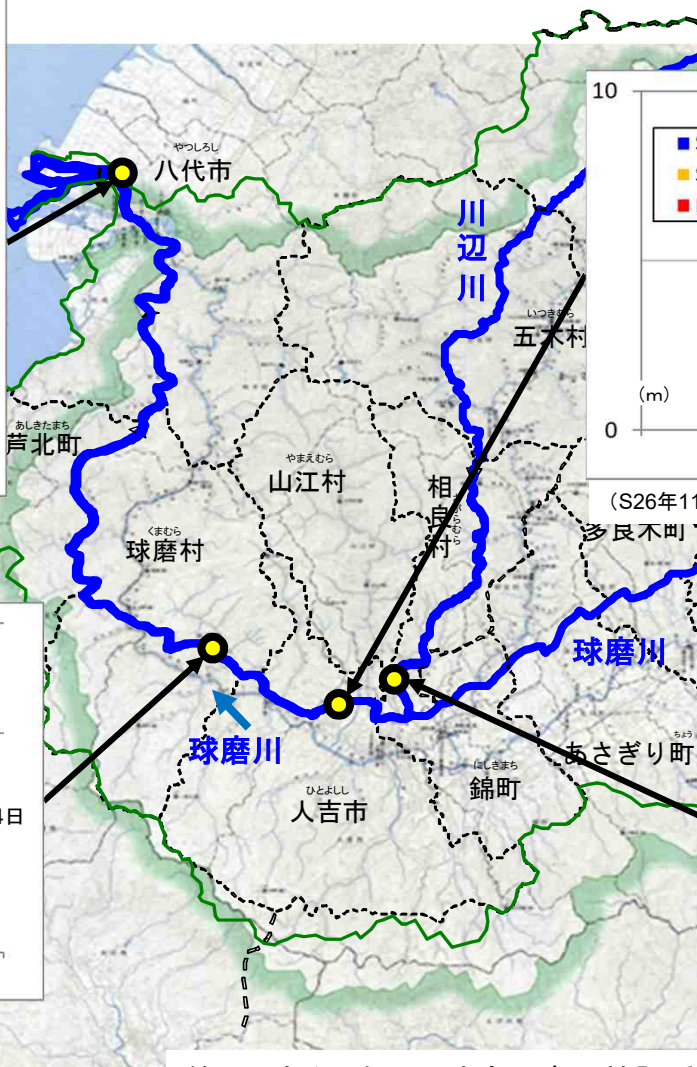 やつしろし
八代市
10
川辺川
いつきむら
五木村
(m)
0
あしきたまち
芦北町
やまえむら
山江村
相良村
(S26年11
多良木町
くまむら
球磨村
球磨川
球磨川
ちょう
あさぎり町
にしきまち
錦町
ひとよしし
人吉市
日